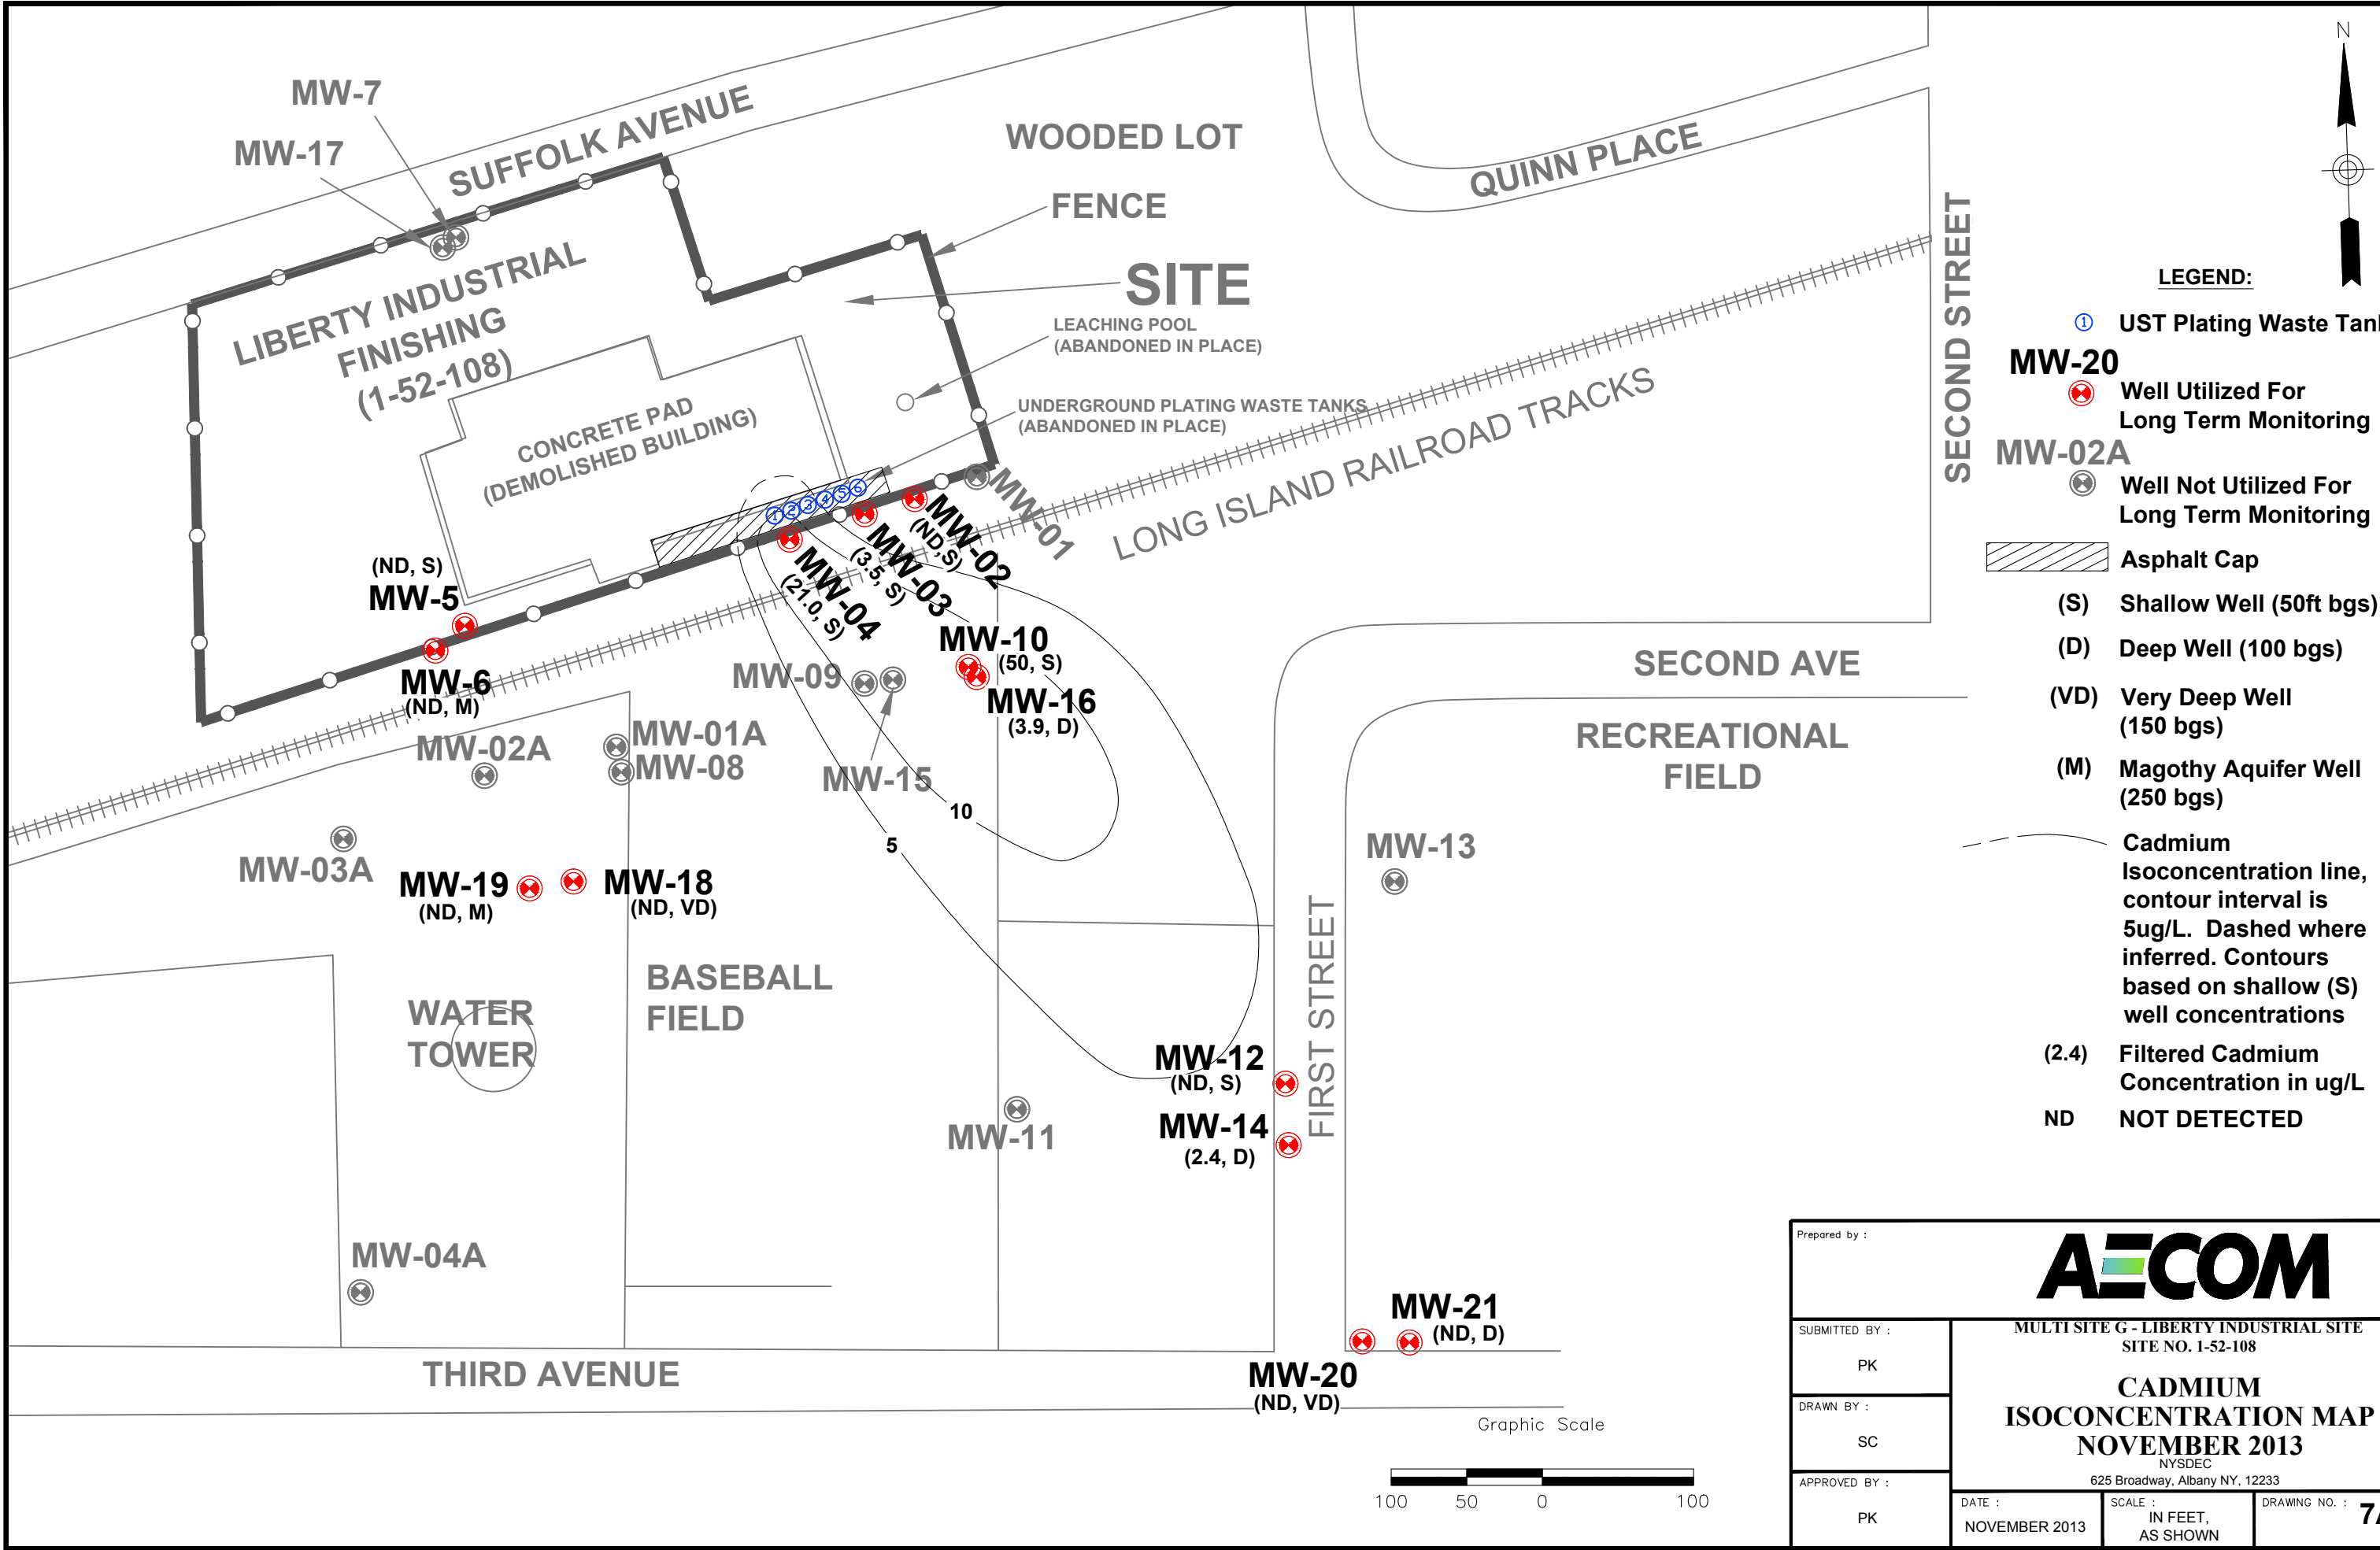 MW-7
MW-17
SUFFOLK AVENUE
WOODED LOT
QUINN PLACE
FENCE
SITE
LEACHING POOL
(ABANDONED IN PLACE)
UNDERGROUND PLATING WASTE TANKS
(ABANDONED IN PLACE)
LIBERTY INDUSTRIAL
FINISHING
(1-52-108)
CONCRETE PAD
(DEMOLISHED BUILDING)
1 2 3 4 5 6
MW-01
MW-02
(ND,S)
MW-03
(3.5, S)
MW-04
(21.0, S)
LONG ISLAND RAILROAD TRACKS
SECOND STREET
(ND, S)
MW-5
MW-6
(ND, M)
MW-10
(50, S)
MW-16
(3.9, D)
MW-09
MW-15
MW-01A
MW-08
MW-02A
MW-03A
MW-19
(ND, M)
MW-18
(ND, VD)
10
5
SECOND AVE
RECREATIONAL
FIELD
MW-13
BASEBALL
FIELD
WATER
TOWER
FIRST STREET
MW-12
(ND, S)
MW-14
(2.4, D)
MW-11
MW-04A
MW-21
(ND, D)
MW-20
(ND, VD)
THIRD AVENUE
Graphic Scale
100 50 0 100
N
LEGEND:
1 UST Plating Waste Tan
MW-20
Well Utilized For
Long Term Monitoring
MW-02A
Well Not Utilized For
Long Term Monitoring
Asphalt Cap
(S) Shallow Well (50ft bgs)
(D) Deep Well (100 bgs)
(VD) Very Deep Well
(150 bgs)
(M) Magothy Aquifer Well
(250 bgs)
Cadmium
Isoconcentration line,
contour interval is
5ug/L. Dashed where
inferred. Contours
based on shallow (S)
well concentrations
(2.4) Filtered Cadmium
Concentration in ug/L
ND NOT DETECTED
Prepared by :
AECOM
SUBMITTED BY :
PK
DRAWN BY :
SC
APPROVED BY :
PK
MULTI SITE G - LIBERTY INDUSTRIAL SITE
SITE NO. 1-52-108
CADMIUM
ISOCONCENTRATION MAP
NOVEMBER 2013
NYSDEC
625 Broadway, Albany NY, 12233
DATE :
NOVEMBER 2013
SCALE :
IN FEET,
AS SHOWN
DRAWING NO. : 7